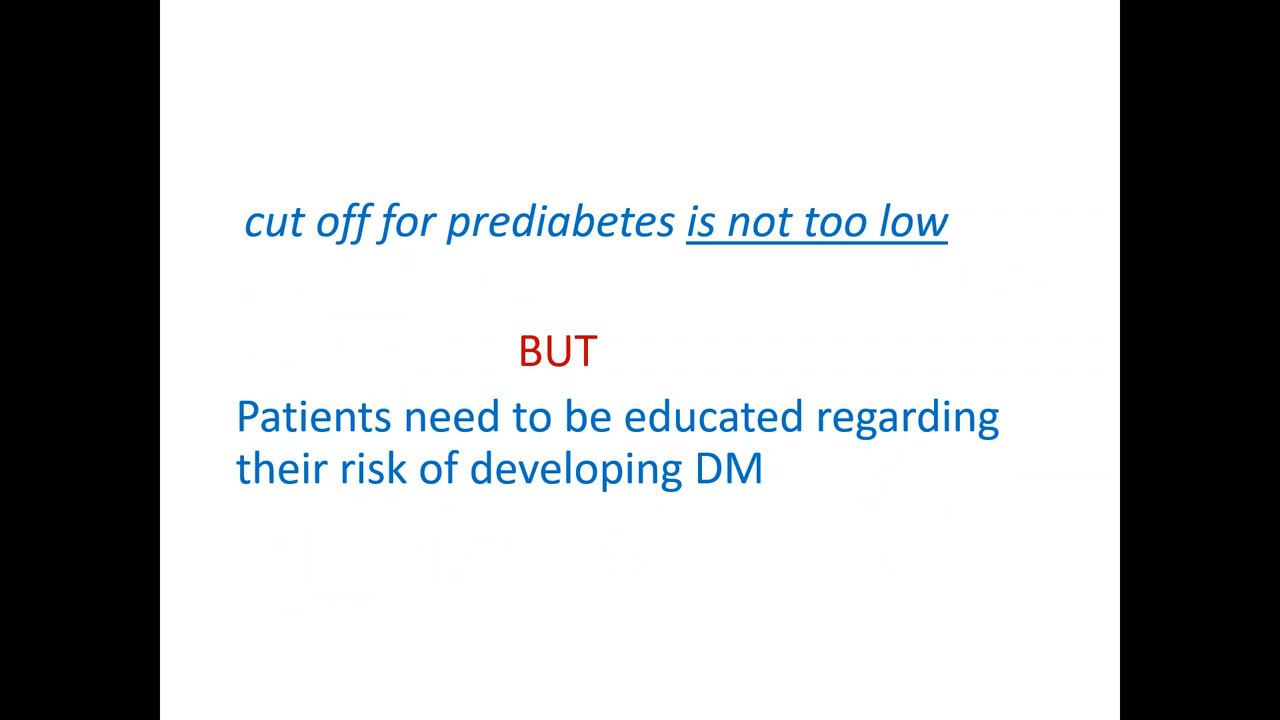 cut off for prediabetes is not too low
BUT
Patients need to be educated regarding
their risk of developing DM